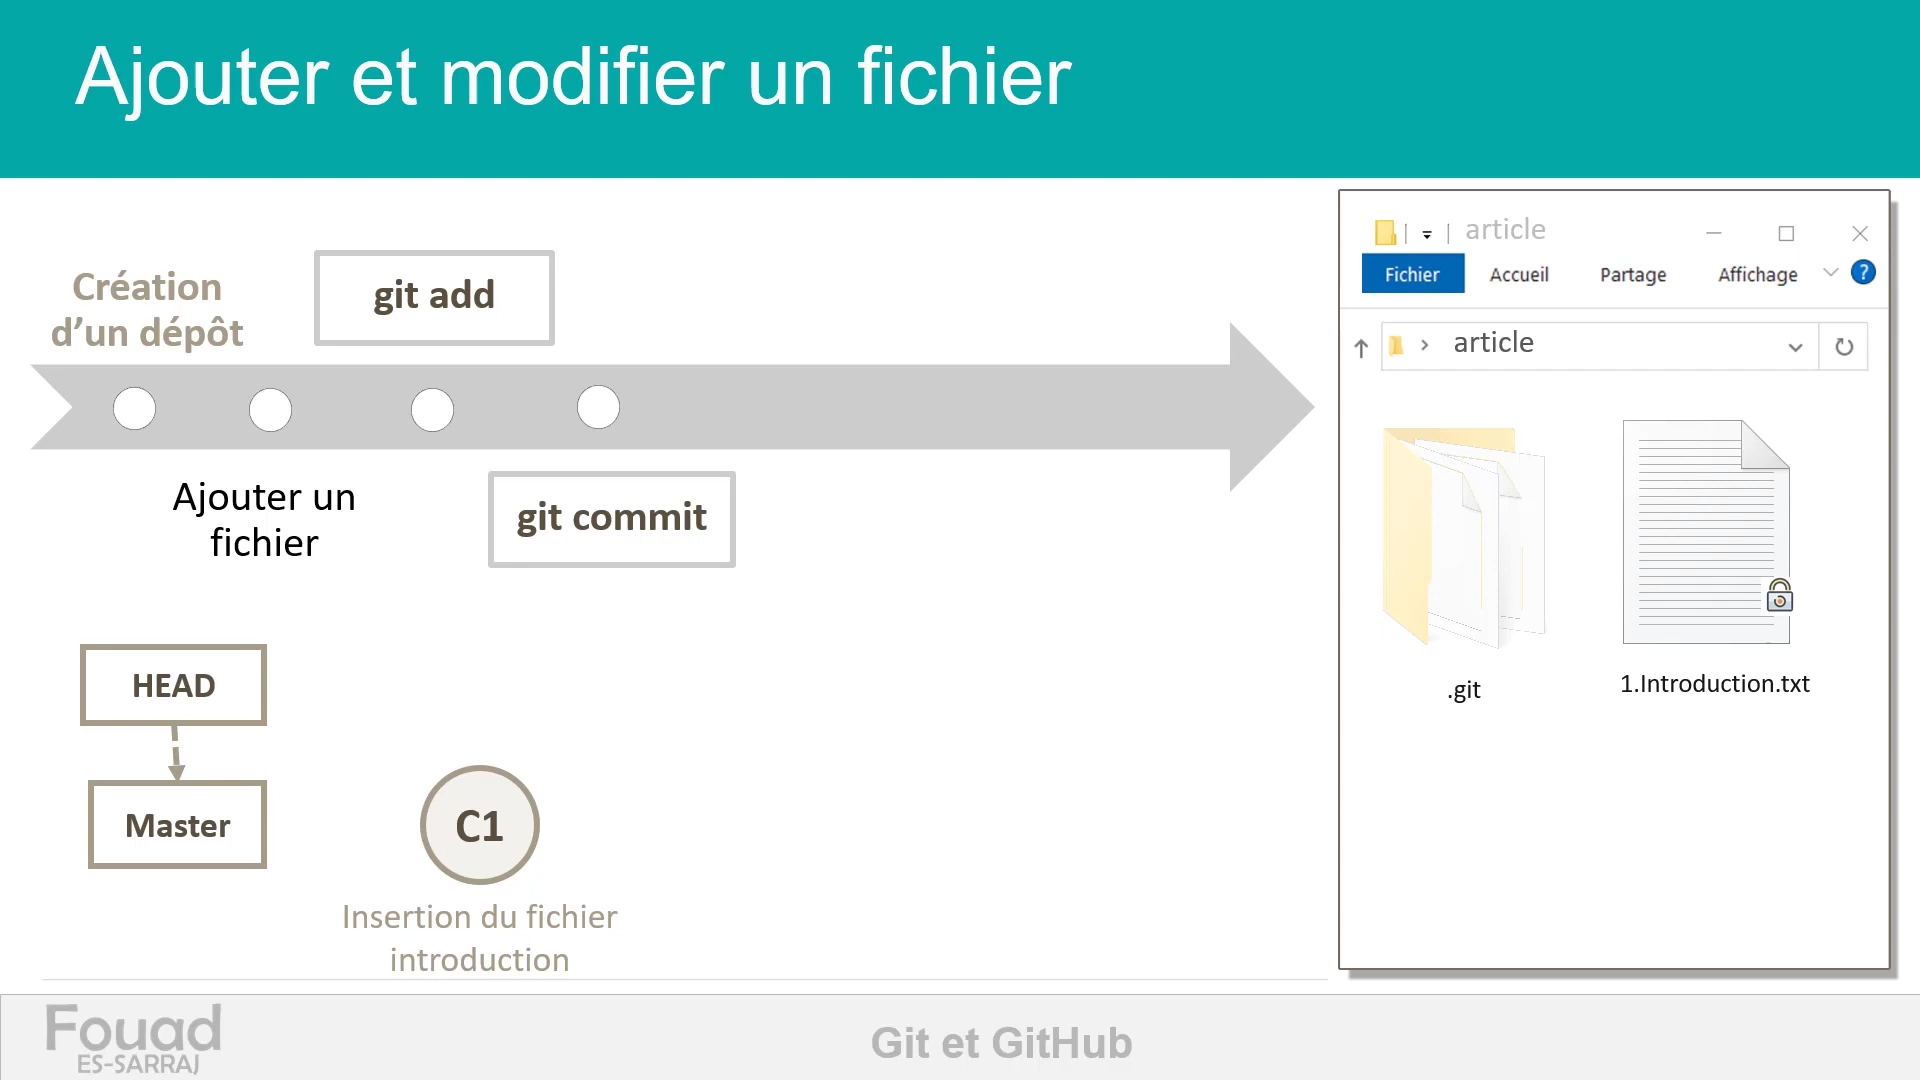 Ajouter et modifier un fichier
Création
d’un dépôt
git add
Ajouter un
fichier
git commit
HEAD
Master
C1
Insertion du fichier
introduction
article
Fichier
Accueil
Partage
Affichage
?
article
.git
1.Introduction.txt
Fouad
ES-SARRAJ
Git et GitHub